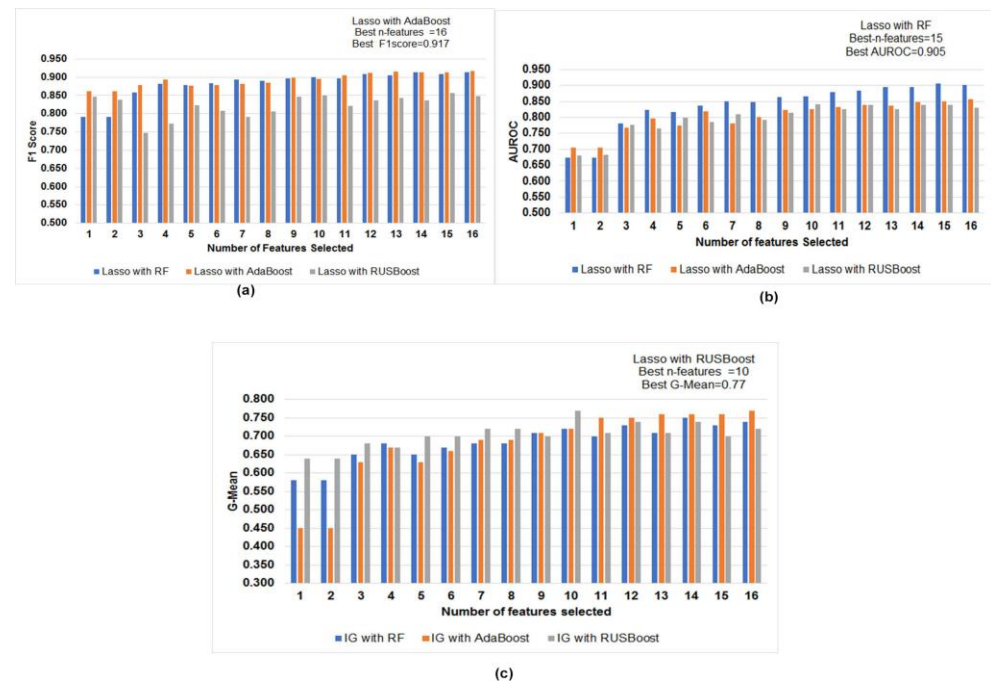 Lasso with AdaBoost
Best n-features =16
Best F1score=0.917
0.950
0.900
0.850
0.800
0.750
0.700
0.650
0.600
0.550
0.500
F1 Score
1 2 3 4 5 6 7 8 9 10 11 12 13 14 15 16
Number of Features Selected
Lasso with RF Lasso with AdaBoost Lasso with RUSBoost
(a)
Lasso with RF
Best-n-features=15
Best AUROC=0.905
0.950
0.900
0.850
0.800
0.750
0.700
0.650
0.600
0.550
0.500
AUROC
1 2 3 4 5 6 7 8 9 10 11 12 13 14 15 16
Number of features Selected
Lasso with RF Lasso with AdaBoost Lasso with RUSBoost
(b)
Lasso with RUSBoost
Best n-features =10
Best G-Mean=0.77
0.800
0.750
0.700
0.650
0.600
0.550
0.500
0.450
0.400
0.350
0.300
G-Mean
1 2 3 4 5 6 7 8 9 10 11 12 13 14 15 16
Number of features selected
IG with RF IG with AdaBoost IG with RUSBoost
(c)